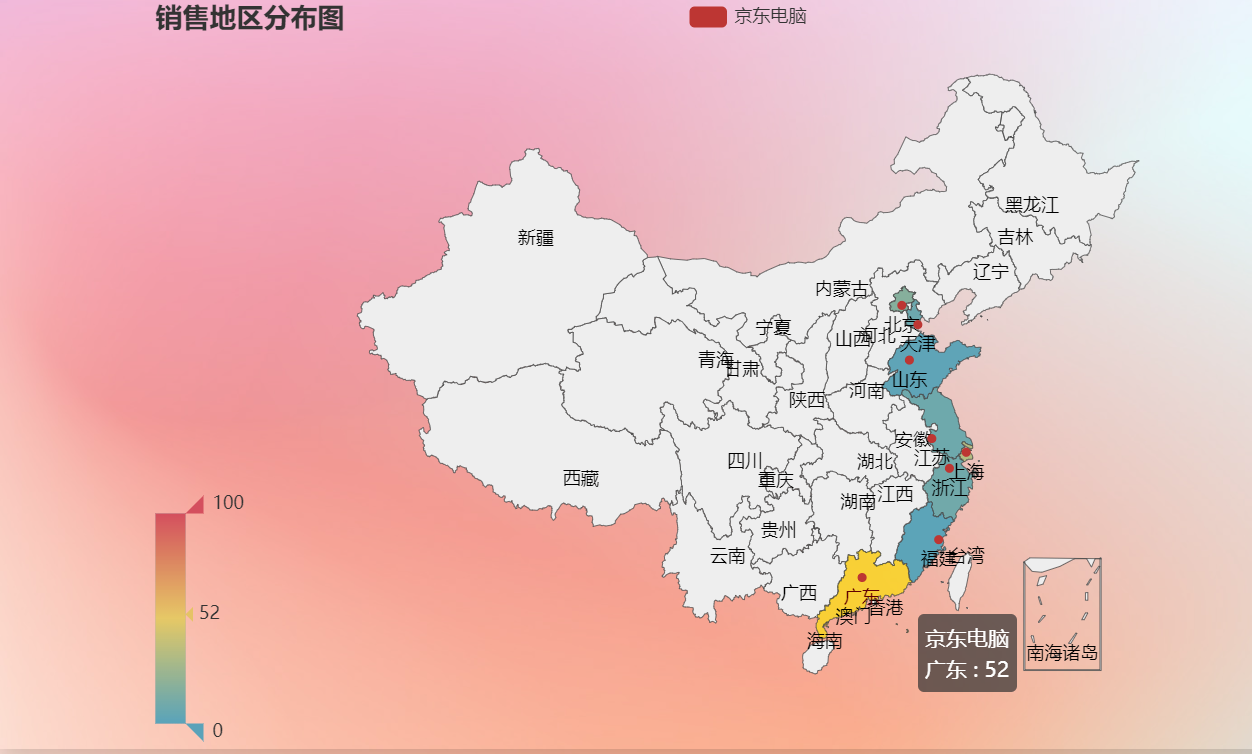 销售地区分布图
京东电脑
黑龙江
吉林
新疆
辽宁
内蒙古
北京
宁夏
山西
河北
天津
青海
甘肃
山东
河南
陕西
安徽
江苏
四川
湖北
上海
重庆
西藏
浙江
江西
湖南
100
贵州
云南
福建
台湾
广西
广东
香港
52
澳门
海南
京东电脑
广东 : 52
南海诸岛
0